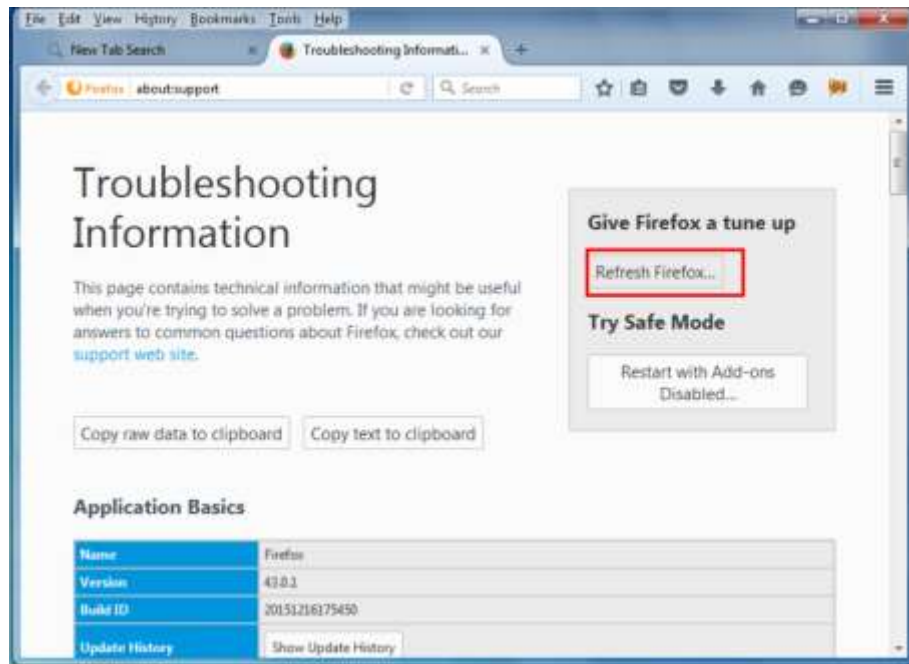 File Edit View History Bookmarks Tools Help
New Tab Search
Troubleshooting Informati...
Firefox about:support
Search
Troubleshooting
Information
This page contains technical information that might be useful
when you're trying to solve a problem. If you are looking for
answers to common questions about Firefox, check out our
support web site.
Give Firefox a tune up
Refresh Firefox...
Try Safe Mode
Restart with Add-ons
Disabled...
Copy raw data to clipboard Copy text to clipboard
Application Basics
Name Firefox
Version 43.0.1
Build ID 20151216175450
Update History Show Update History